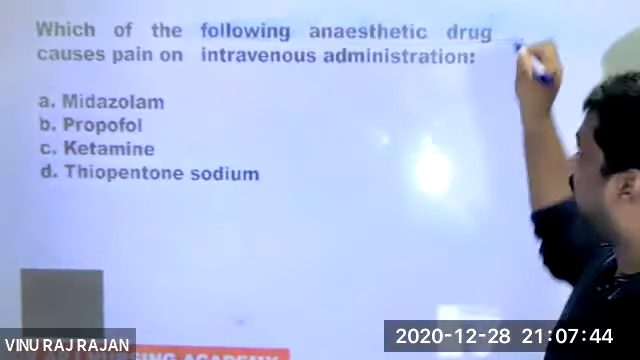 Which of the following anaesthetic drug
causes pain on intravenous administration:
a. Midazolam
b. Propofol
c. Ketamine
d. Thiopentone sodium
VINU RAJ RAJAN
2020-12-28 21:07:44
ACADEMY